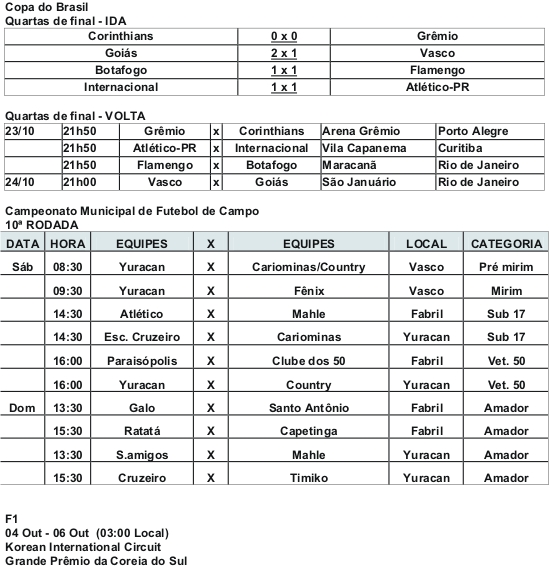 Copa do Brasil
Quartas de final - IDA
Corinthians 0 x 0 Grêmio
Goiás 2 x 1 Vasco
Botafogo 1 x 1 Flamengo
Internacional 1 x 1 Atlético-PR
Quartas de final - VOLTA
23/10 21h50 Grêmio x Corinthians Arena Grêmio Porto Alegre
21h50 Atlético-PR x Internacional Vila Capanema Curitiba
21h50 Flamengo x Botafogo Maracanã Rio de Janeiro
24/10 21h00 Vasco x Goiás São Januário Rio de Janeiro
Campeonato Municipal de Futebol de Campo
10ª RODADA
DATA HORA EQUIPES X EQUIPES LOCAL CATEGORIA
Sáb 08:30 Yuracan X Cariominas/Country Vasco Pré mirim
09:30 Yuracan X Fênix Vasco Mirim
14:30 Atlético X Mahle Fabril Sub 17
14:30 Esc. Cruzeiro X Cariominas Yuracan Sub 17
16:00 Paraisópolis X Clube dos 50 Fabril Vet. 50
16:00 Yuracan X Country Yuracan Vet. 50
Dom 13:30 Galo X Santo Antônio Fabril Amador
15:30 Ratatá X Capetinga Fabril Amador
13:30 S.amigos X Mahle Yuracan Amador
15:30 Cruzeiro X Timiko Yuracan Amador
F1
04 Out - 06 Out (03:00 Local)
Korean International Circuit
Grande Prêmio da Coreia do Sul